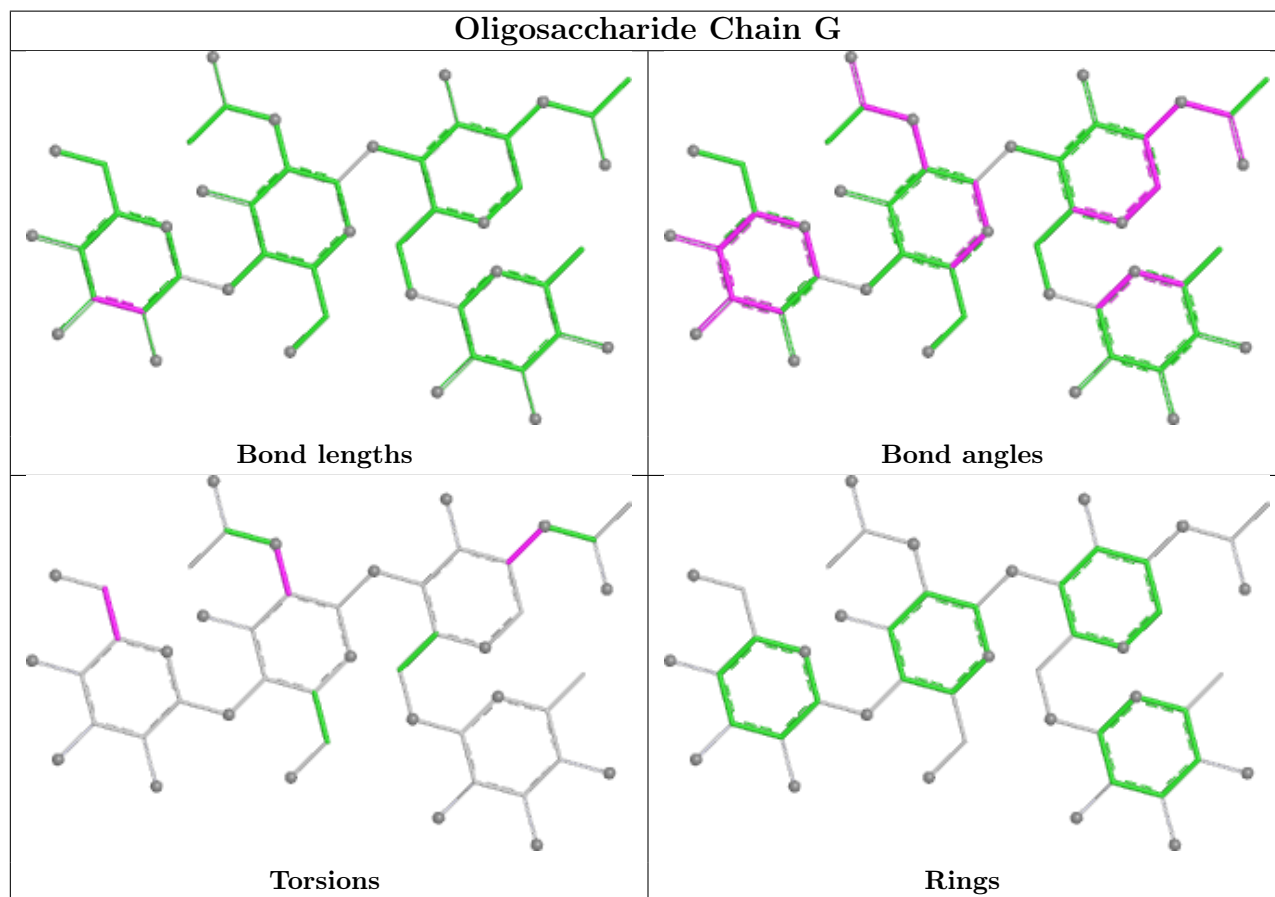 Oligosaccharide Chain G
Bond lengths
Bond angles
Torsions
Rings